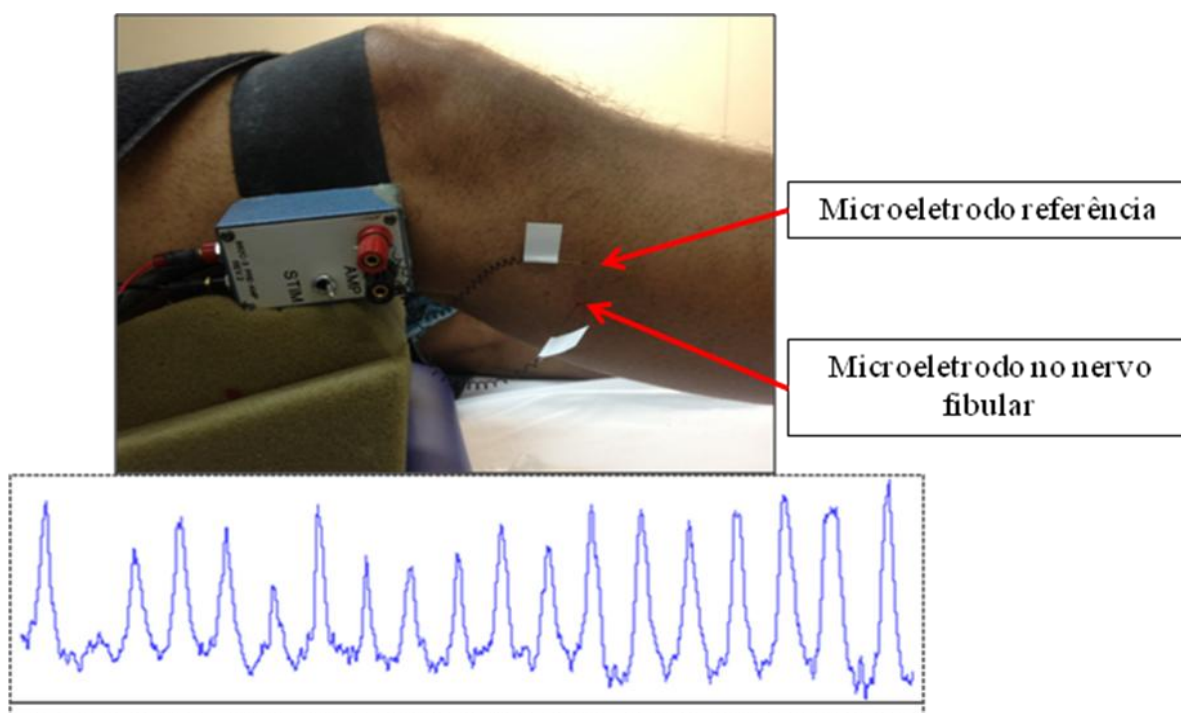 Microeletrodo referência
Microeletrodo no nervo
fibular
AMP
STIM